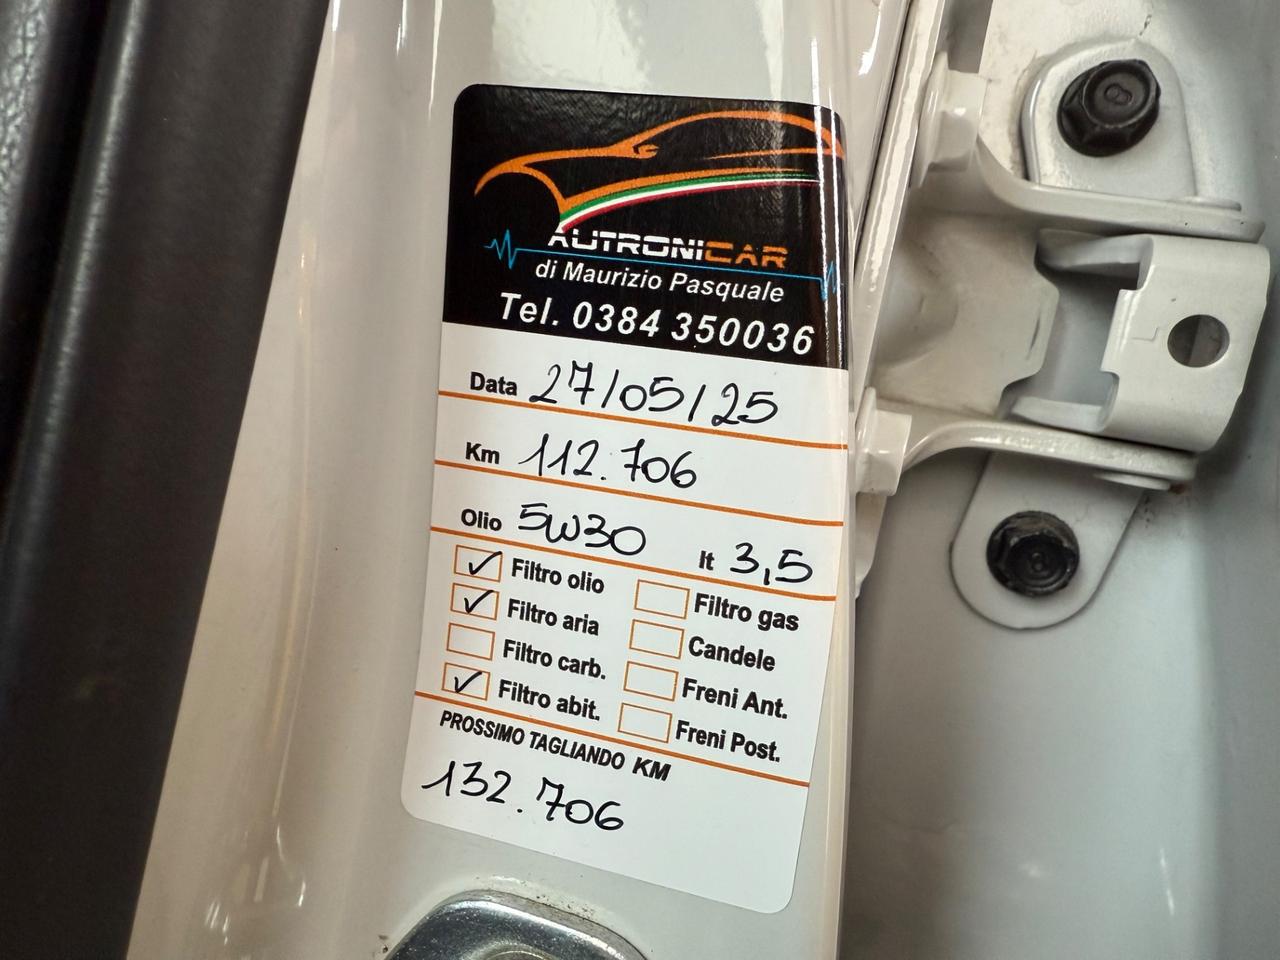 AUTRONICAR
di Maurizio Pasquale
Tel. 0384 350036
Data 27/05/25
Km 112.706
Olio 5W30 lt 3,5
Filtro olio Filtro gas
Filtro aria Candele
Filtro carb. Freni Ant.
Filtro abit. Freni Post.
PROSSIMO TAGLIANDO KM
132.706
8
8